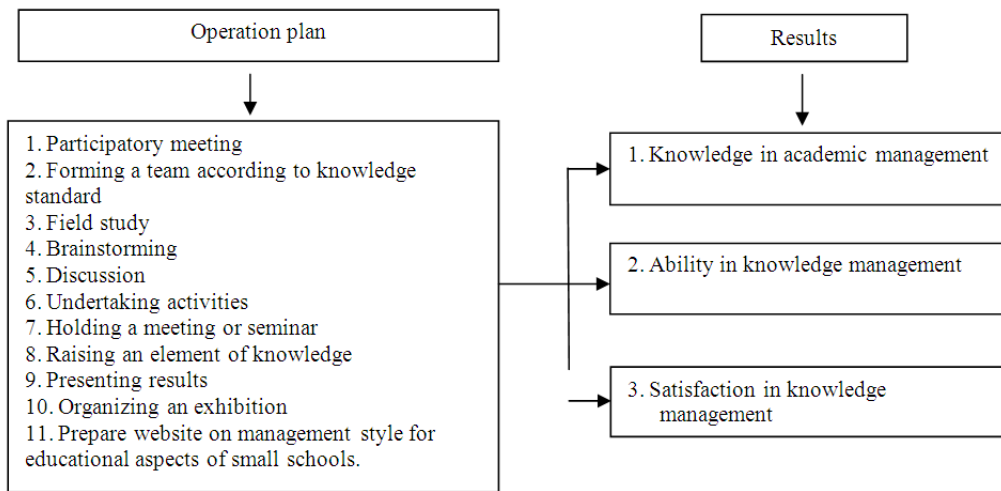 Operation plan
Results
1. Participatory meeting
2. Forming a team according to knowledge
standard
3. Field study
4. Brainstorming
5. Discussion
6. Undertaking activities
7. Holding a meeting or seminar
8. Raising an element of knowledge
9. Presenting results
10. Organizing an exhibition
11. Prepare website on management style for
educational aspects of small schools.
1. Knowledge in academic management
2. Ability in knowledge management
3. Satisfaction in knowledge
management